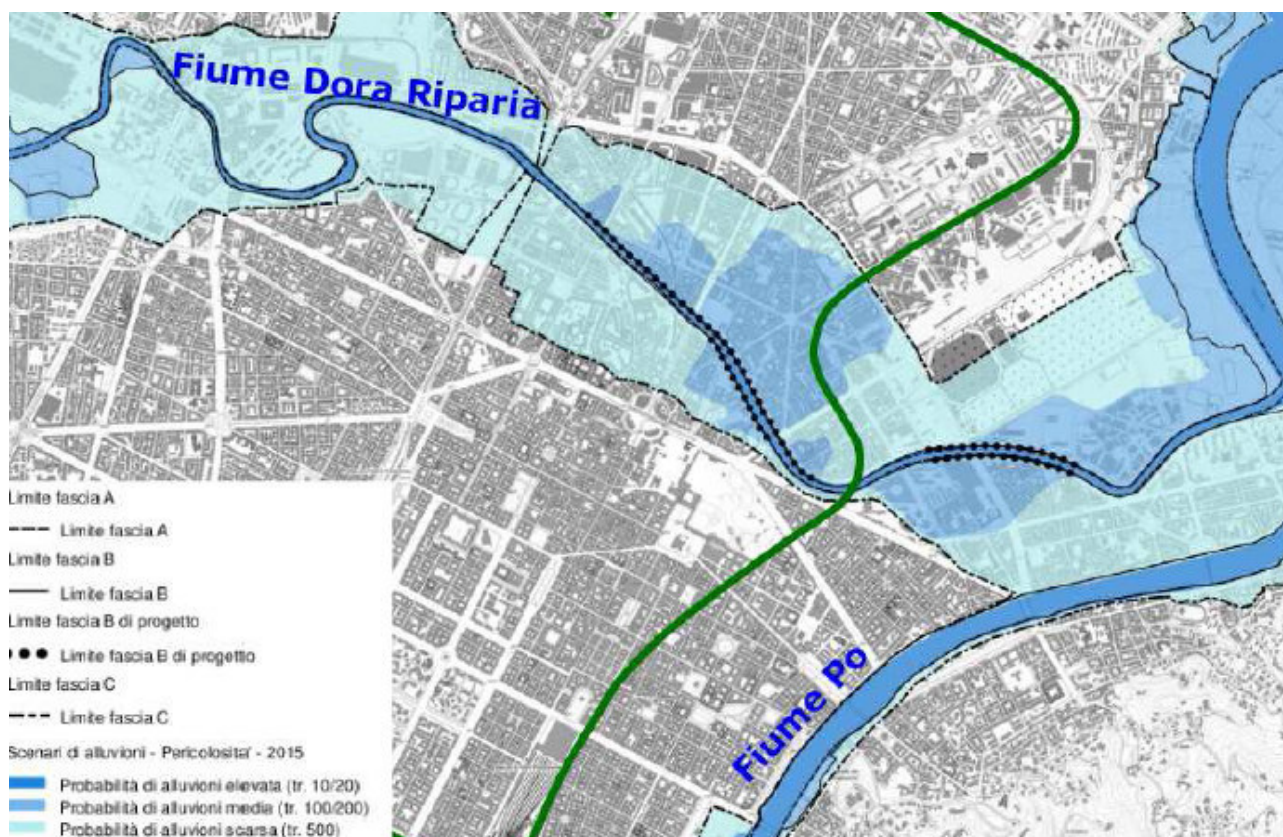 Fiume Dora Riparia
Fiume Po
Limite fascia A
Limite fascia A
Limite fascia B
Limite fascia B
Limite fascia B di progetto
Limite fascia B di progetto
Limite fascia C
Limite fascia C
Scenari di alluvioni - Pericolosita' - 2015
Probabilità di alluvioni elevata (tr. 10/20)
Probabilità di alluvioni media (tr. 100/200)
Probabilità di alluvioni scarsa (tr. 500)